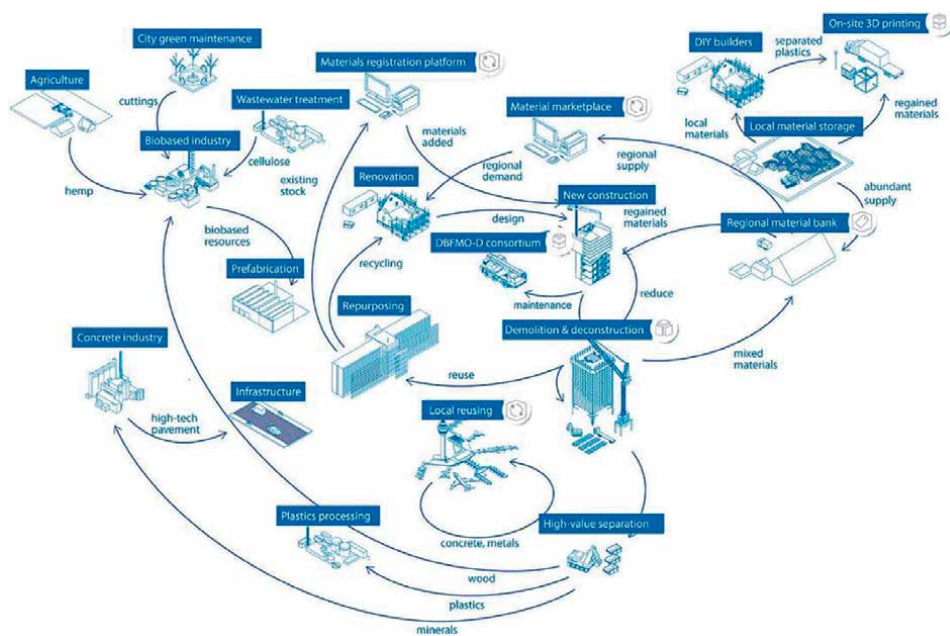 City green maintenance
On-site 3D printing
DIY builders
separated
plastics
Agriculture
Materials registration platform
cuttings
Wastewater treatment
Material marketplace
regained
materials
Biobased industry
materials
added
local
materials
Local material storage
cellulose
regional
demand
regional
supply
hemp
existing
stock
Renovation
New construction
abundant
supply
design
regained
materials
Regional material bank
biobased
resources
DBFMO-D consortium
recycling
Prefabrication
maintenance
reduce
Repurposing
Demolition & deconstruction
Concrete industry
mixed
materials
reuse
Infrastructure
high-tech
pavement
Local reusing
Plastics processing
High-value separation
concrete, metals
wood
plastics
minerals